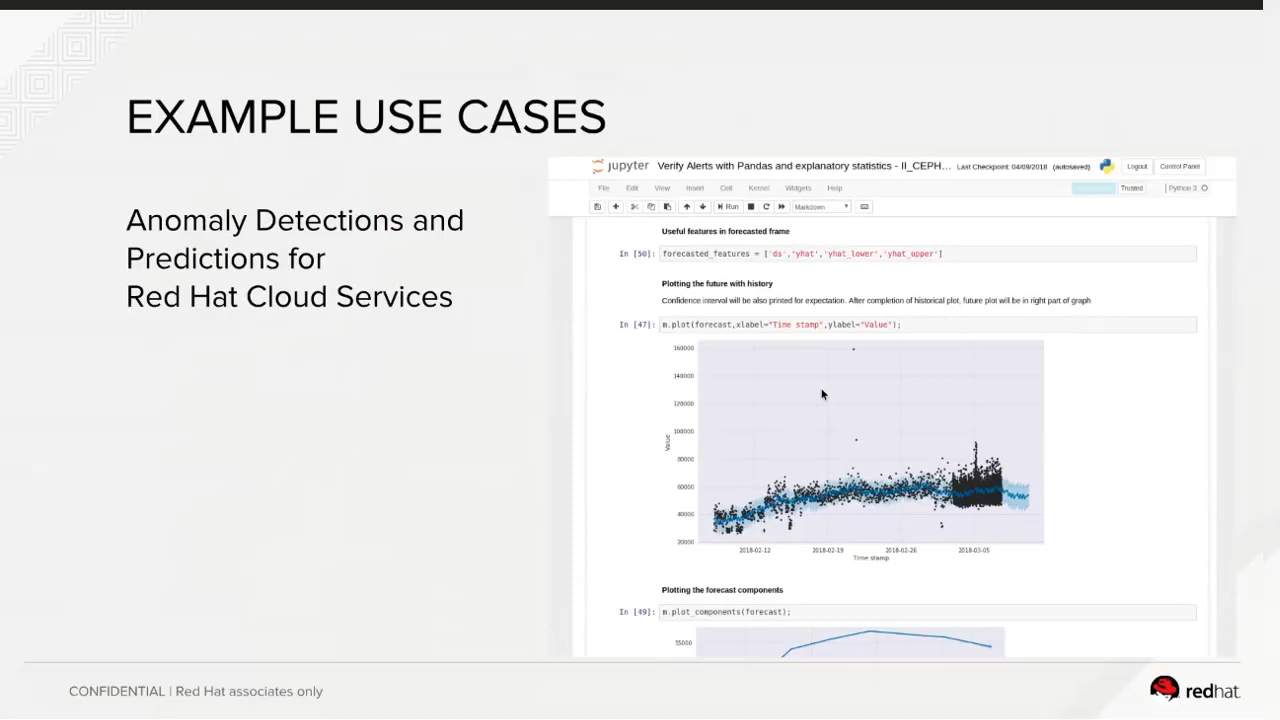 EXAMPLE USE CASES
Anomaly Detections and
Predictions for
Red Hat Cloud Services
jupyter Verify Alerts with Pandas and explanatory statistics - II_CEPH... Last Checkpoint: 04/09/2018 (autosaved) Logout Control Panel
File Edit View Insert Cell Kernel Widgets Help Trusted Python 3
Run Markdown
Useful features in forecasted frame
In [50]: forecasted_features = ['ds','yhat','yhat_lower','yhat_upper']
Plotting the future with history
Confidence interval will be also printed for expectation. After completion of historical plot, future plot will be in right part of graph
In [47]: m.plot(forecast,xlabel="Time stamp",ylabel="Value");
160000
140000
120000
100000
80000
60000
40000
20000
Value
2018-02-12 2018-02-19 2018-02-26 2018-03-05
Time stamp
Plotting the forecast components
In [49]: m.plot_components(forecast);
55000
CONFIDENTIAL | Red Hat associates only
redhat.